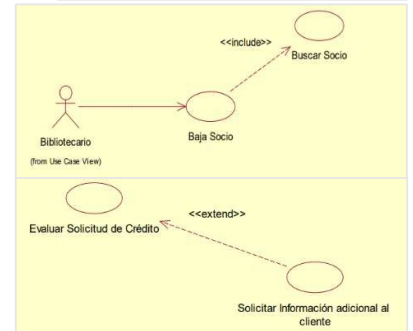 <<include>>
Buscar Socio
Bibliotecario
Baja Socio
(from Use Case View)
<<extend>>
Evaluar Solicitud de Crédito
Solicitar Información adicional al
cliente